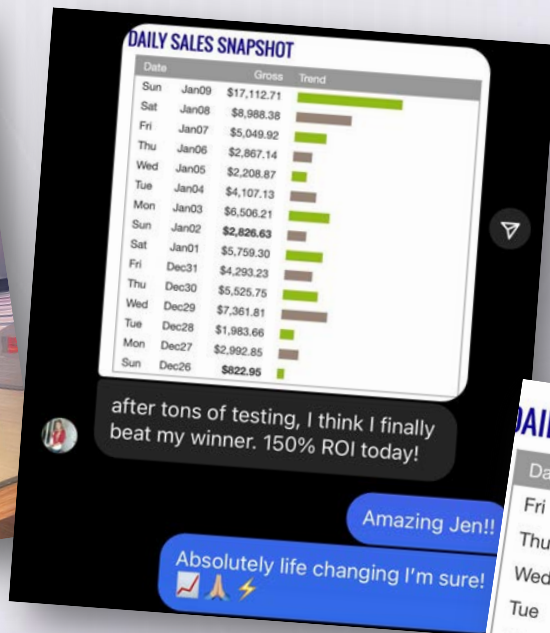 DAILY SALES SNAPSHOT
Date Gross Trend
Sun Jan09 $17,112.71
Sat Jan08 $8,988.38
Fri Jan07 $5,049.92
Thu Jan06 $2,867.14
Wed Jan05 $2,208.87
Tue Jan04 $4,107.13
Mon Jan03 $6,506.21
Sun Jan02 $2,826.63
Sat Jan01 $5,759.30
Fri Dec31 $4,293.23
Thu Dec30 $5,525.75
Wed Dec29 $7,361.81
Tue Dec28 $1,983.66
Mon Dec27 $2,992.85
Sun Dec26 $822.95
after tons of testing, I think I finally
beat my winner. 150% ROI today!
Amazing Jen!!
Absolutely life changing I'm sure!
📈 🙏🏼 ⚡
DAI
Da
Fri
Thu
Wed
Tue